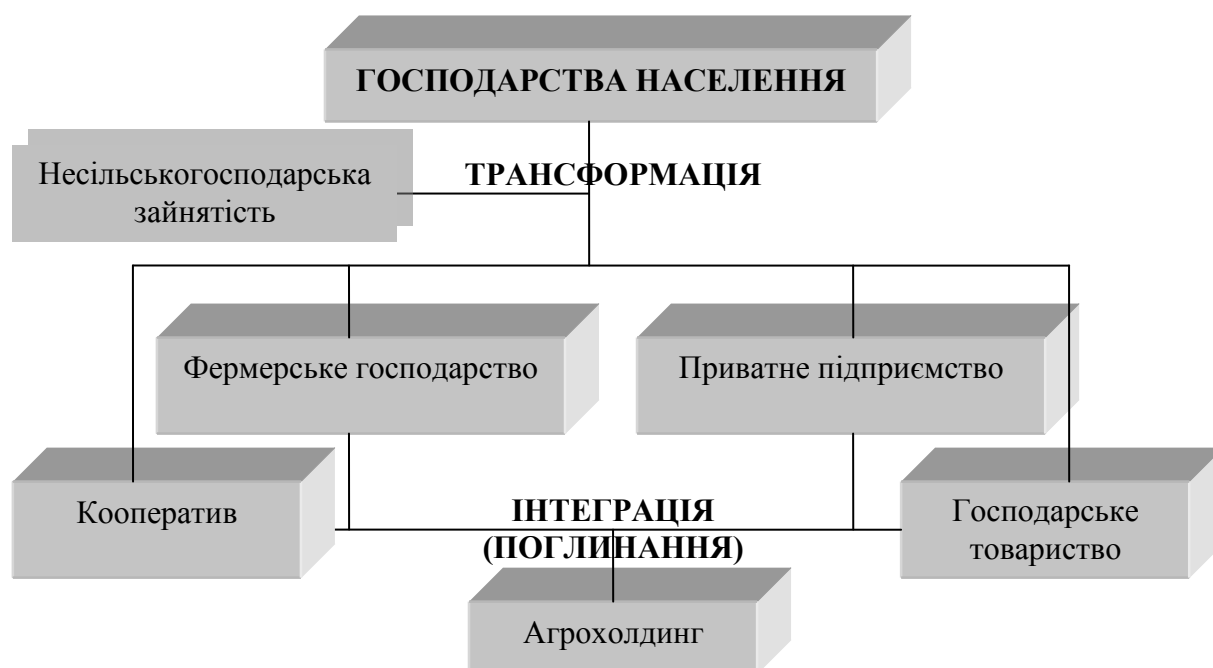 ГОСПОДАРСТВА НАСЕЛЕННЯ
Несільськогосподарська
зайнятість
ТРАНСФОРМАЦІЯ
Фермерське господарство
Приватне підприємство
Кооператив
ІНТЕГРАЦІЯ
(ПОГЛИНАННЯ)
Господарське
товариство
Агрохолдинг